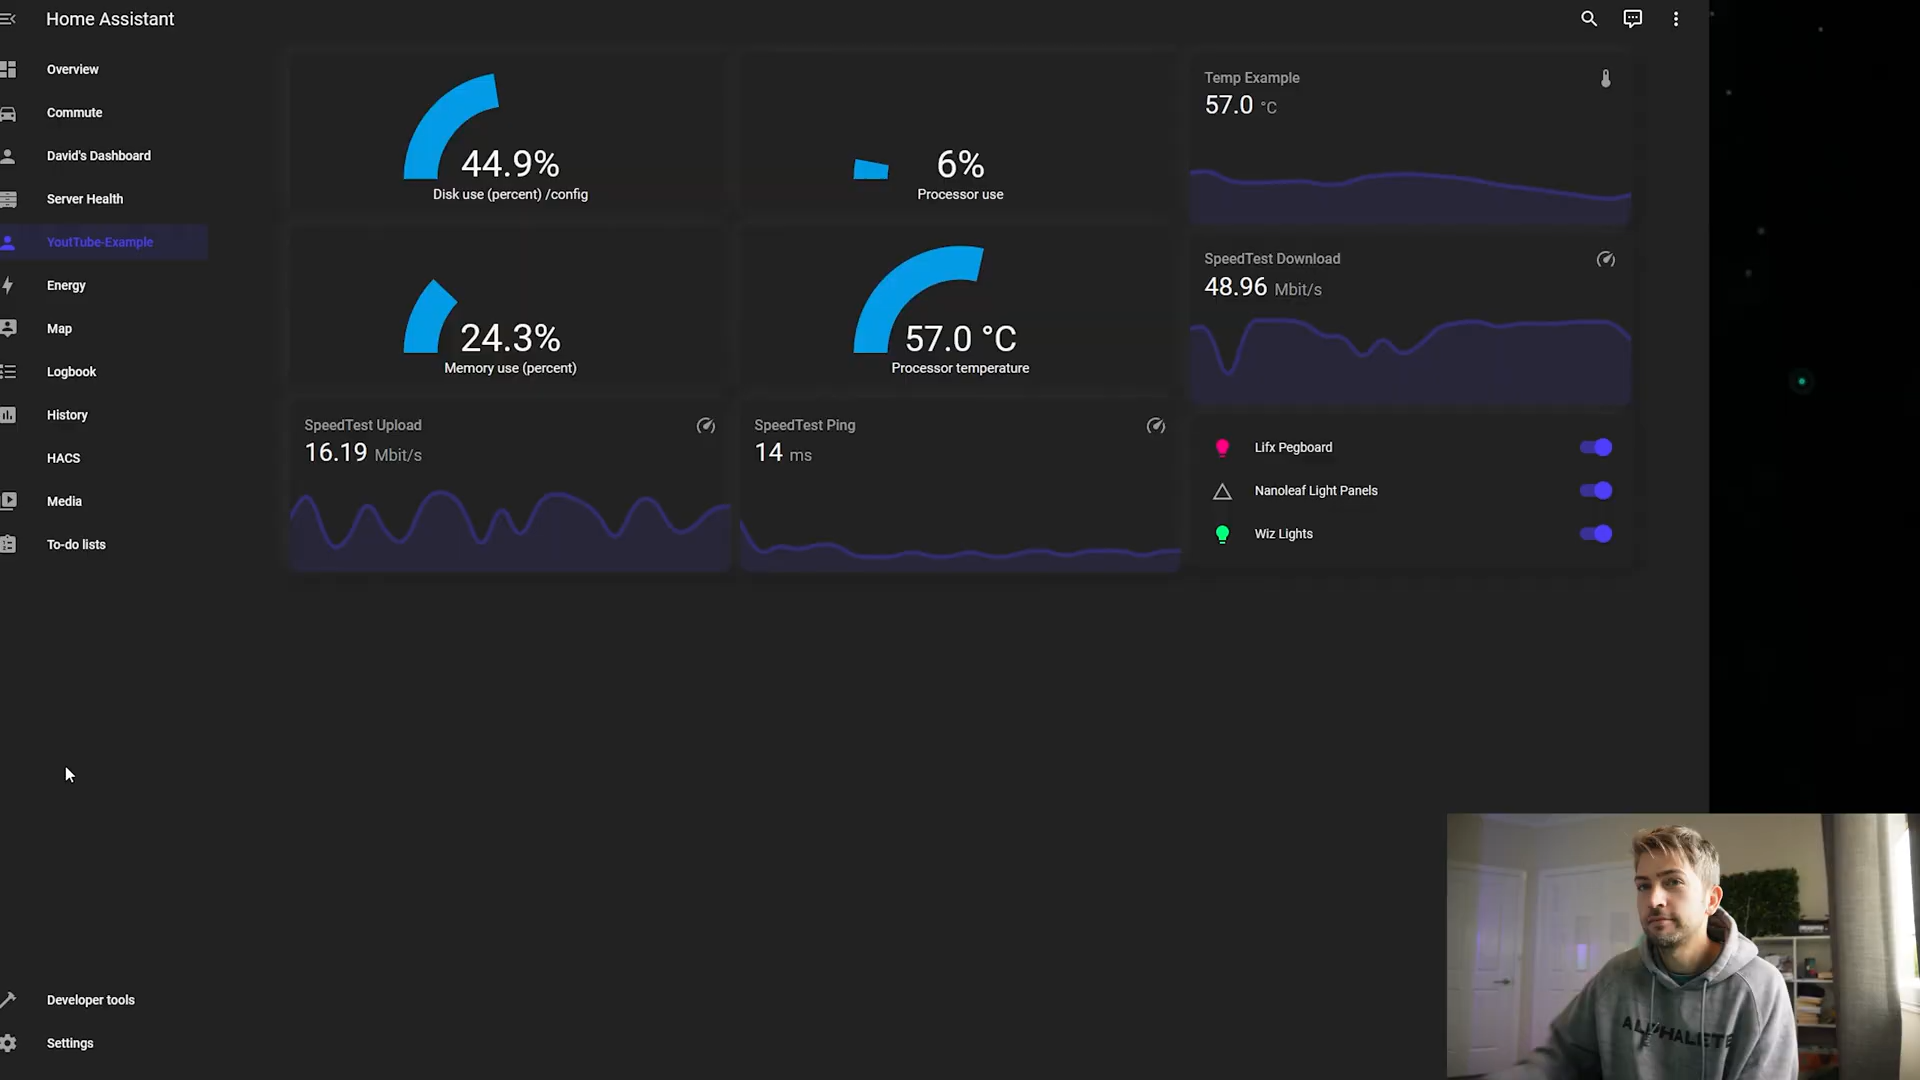 Home Assistant
Overview
Commute
David's Dashboard
Server Health
YoutTube-Example
Energy
Map
Logbook
History
HACS
Media
To-do lists
Developer tools
Settings
44.9%
Disk use (percent) /config
6%
Processor use
Temp Example
57.0 °C
24.3%
Memory use (percent)
57.0 °C
Processor temperature
SpeedTest Download
48.96 Mbit/s
SpeedTest Upload
16.19 Mbit/s
SpeedTest Ping
14 ms
Lifx Pegboard
Nanoleaf Light Panels
Wiz Lights
ALPHALETE